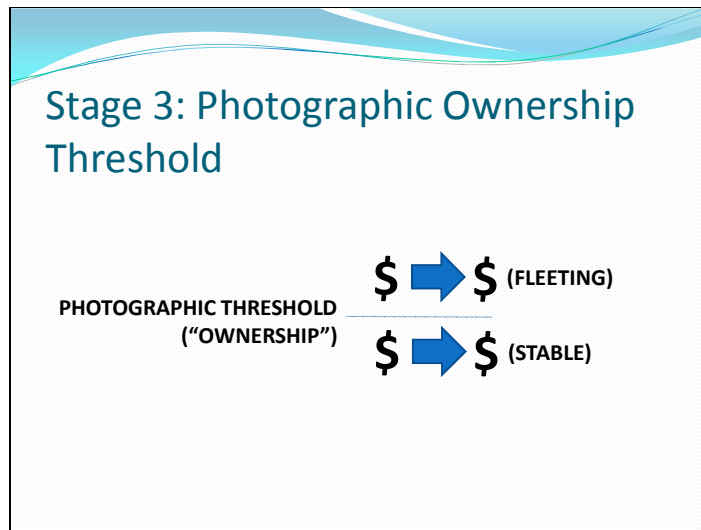 Stage 3: Photographic Ownership
Threshold
$ $ (FLEETING)
PHOTOGRAPHIC THRESHOLD
(“OWNERSHIP”)
$ $ (STABLE)